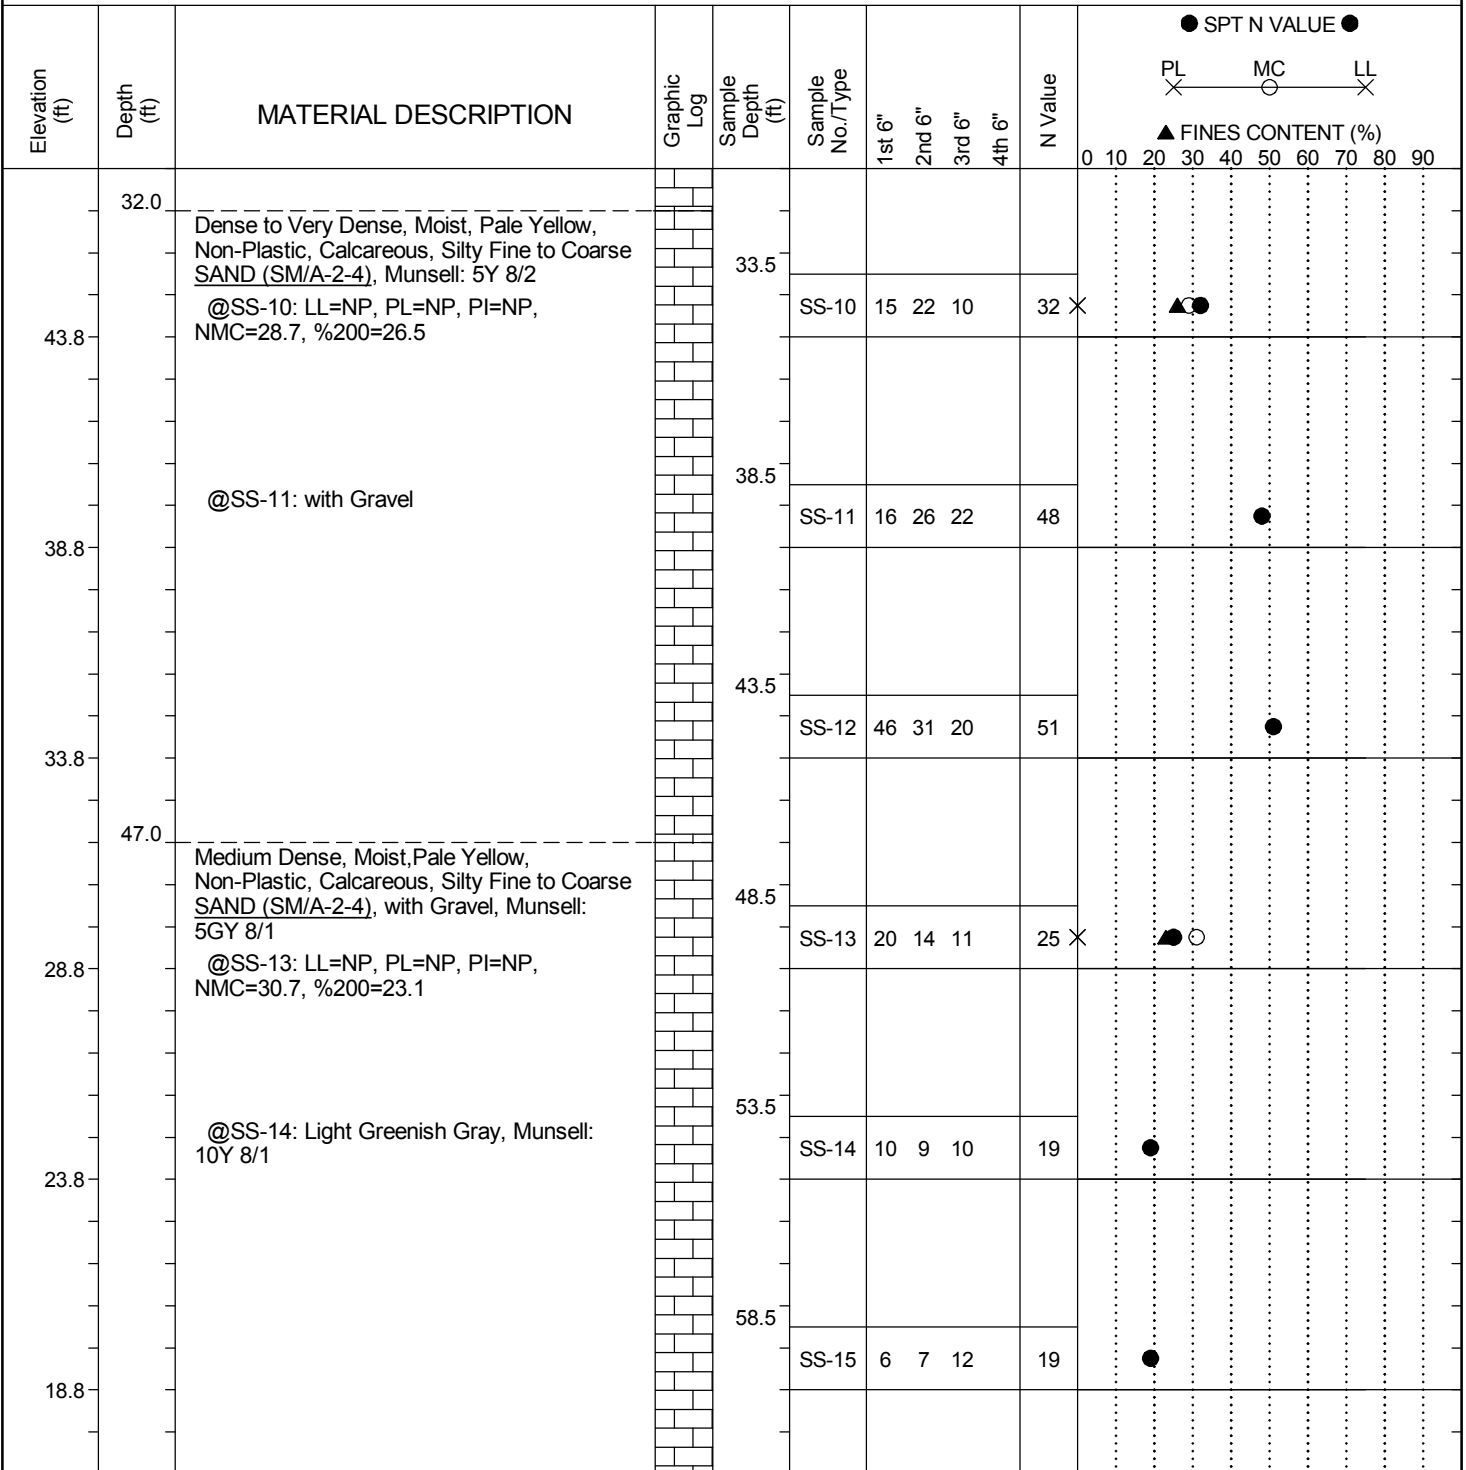 ● SPT N VALUE ●
PL MC LL
▲ FINES CONTENT (%)
0 10 20 30 40 50 60 70 80 90
Elevation
(ft)
Depth
(ft)
MATERIAL DESCRIPTION
Graphic
Log
Sample
Depth
(ft)
Sample
No./Type
1st 6"
2nd 6"
3rd 6"
4th 6"
N Value
32.0
Dense to Very Dense, Moist, Pale Yellow,
Non-Plastic, Calcareous, Silty Fine to Coarse
SAND (SM/A-2-4), Munsell: 5Y 8/2
33.5
@SS-10: LL=NP, PL=NP, PI=NP,
NMC=28.7, %200=26.5
SS-10 15 22 10 32
43.8
38.5
@SS-11: with Gravel
SS-11 16 26 22 48
38.8
43.5
SS-12 46 31 20 51
33.8
47.0
Medium Dense, Moist,Pale Yellow,
Non-Plastic, Calcareous, Silty Fine to Coarse
SAND (SM/A-2-4), with Gravel, Munsell:
5GY 8/1
48.5
SS-13 20 14 11 25
@SS-13: LL=NP, PL=NP, PI=NP,
NMC=30.7, %200=23.1
28.8
53.5
@SS-14: Light Greenish Gray, Munsell:
10Y 8/1
SS-14 10 9 10 19
23.8
58.5
SS-15 6 7 12 19
18.8